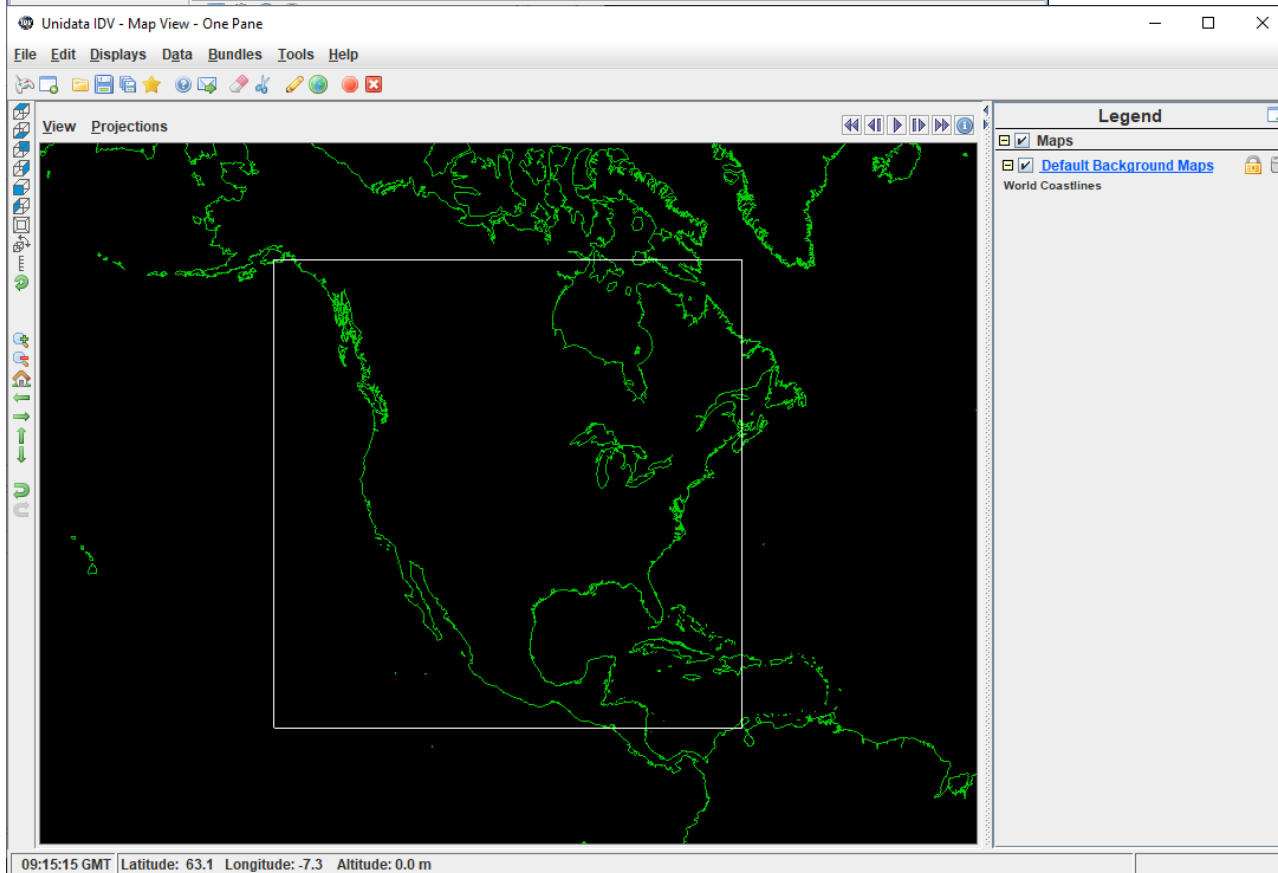 Unidata IDV - Map View - One Pane
File Edit Displays Data Bundles Tools Help
View Projections
Legend
Maps
Default Background Maps
World Coastlines
09:15:15 GMT Latitude: 63.1 Longitude: -7.3 Altitude: 0.0 m